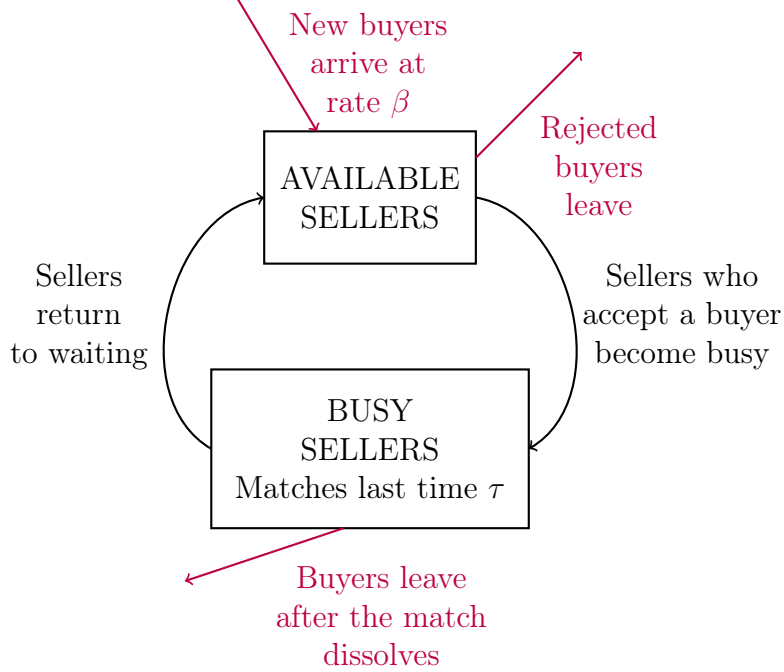 New buyers
arrive at
rate β
Rejected
buyers
leave
AVAILABLE
SELLERS
Sellers
return
to waiting
Sellers who
accept a buyer
become busy
BUSY
SELLERS
Matches last time τ
Buyers leave
after the match
dissolves